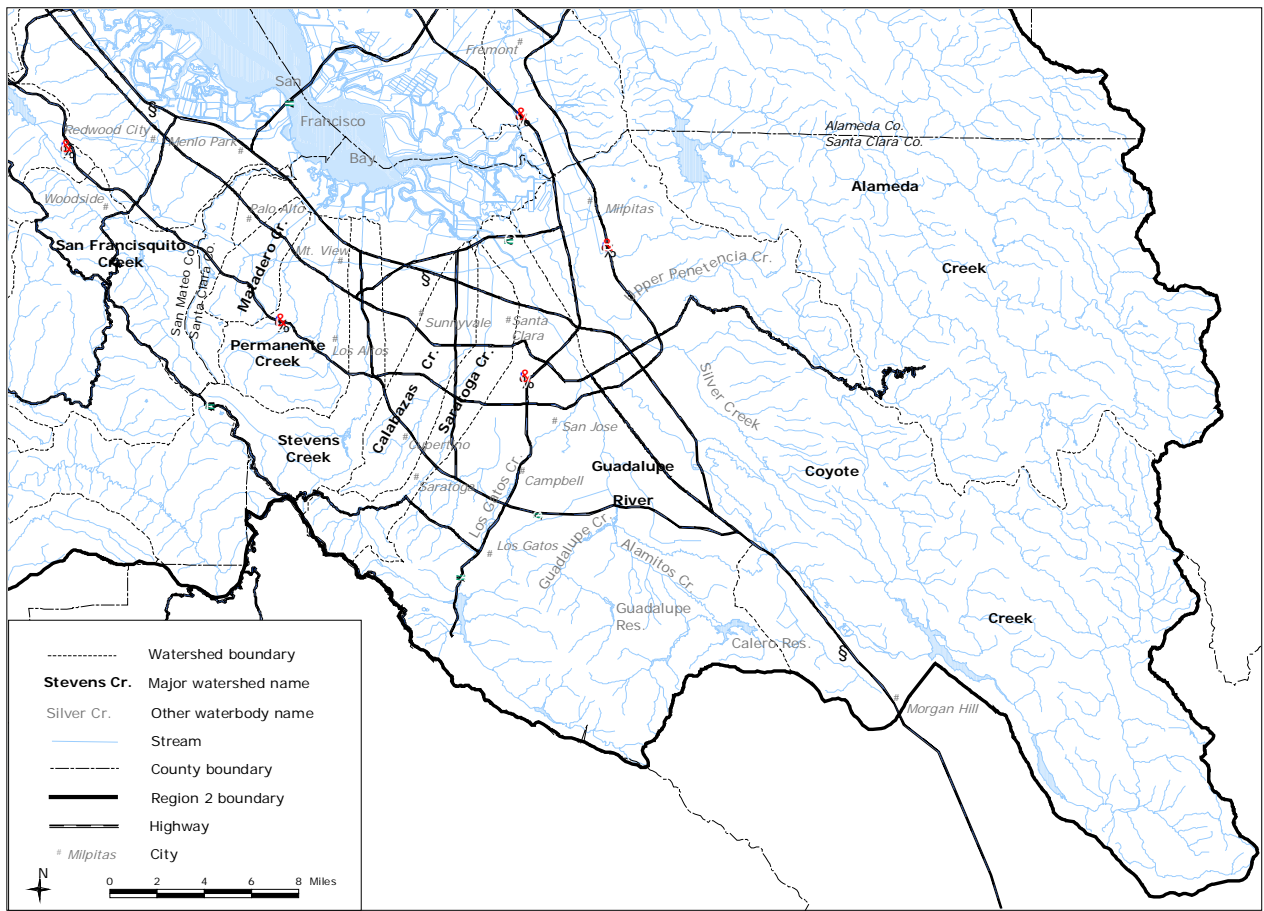 Fremont
San
Francisco
Bay
Redwood City
Menlo Park
Alameda Co.
Santa Clara Co.
Alameda
Creek
Woodside
Palo Alto
Milpitas
San Francisquito
Creek
San Mateo Co.
Santa Clara Co.
Matadero Cr.
Mt. View
Upper Penetencia Cr.
Sunnyvale
Santa
Clara
Permanente
Creek
Los Altos
Calabazas Cr.
Saratoga Cr.
Silver Creek
San Jose
Stevens
Creek
Cupertino
Guadalupe
River
Coyote
Creek
Saratoga
Campbell
Los Gatos Cr.
Los Gatos
Guadalupe Cr.
Alamitos Cr.
Guadalupe
Res.
Calero Res.
Morgan Hill
Watershed boundary
Stevens Cr. Major watershed name
Silver Cr. Other waterbody name
Stream
County boundary
Region 2 boundary
Highway
# Milpitas City
N
0 2 4 6 8 Miles